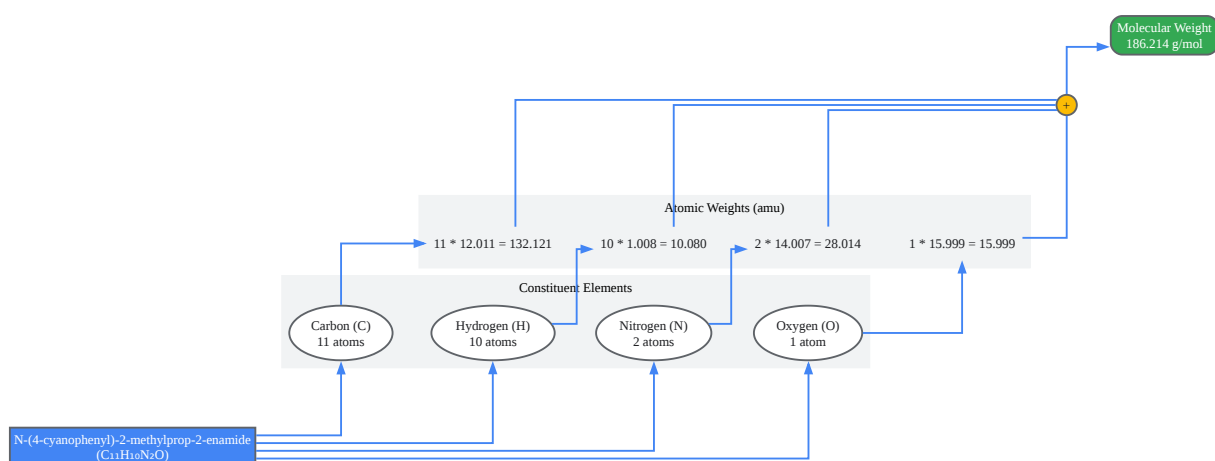 Molecular Weight
186.214 g/mol
+
Atomic Weights (amu)
11 * 12.011 = 132.121
10 * 1.008 = 10.080
2 * 14.007 = 28.014
1 * 15.999 = 15.999
Constituent Elements
Carbon (C)
11 atoms
Hydrogen (H)
10 atoms
Nitrogen (N)
2 atoms
Oxygen (O)
1 atom
N-(4-cyanophenyl)-2-methylprop-2-enamide
(C₁₁H₁₀N₂O)